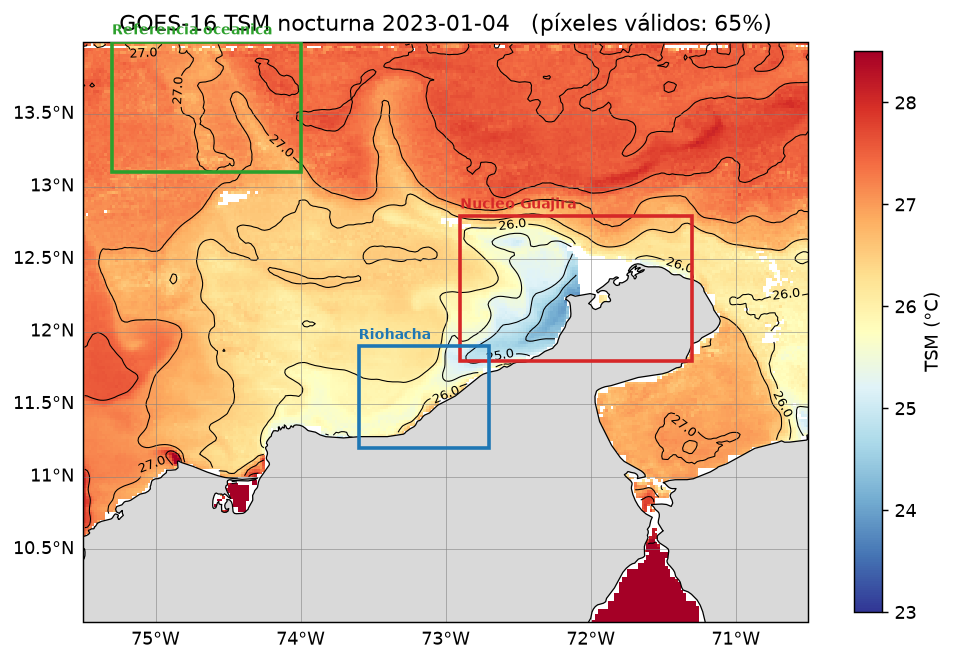 GOES-16 TSM nocturna 2023-01-04   (píxeles válidos: 65%)
Referencia oceanica
27.0
27.0
27.0
13.5°N
13°N
12.5°N
12°N
11.5°N
11°N
10.5°N
Nucleo Guajira
26.0
26.0
26.0
25.0
Riohacha
26.0
26.0
27.0
27.0
75°W
74°W
73°W
72°W
71°W
28
27
26
25
24
23
TSM (°C)